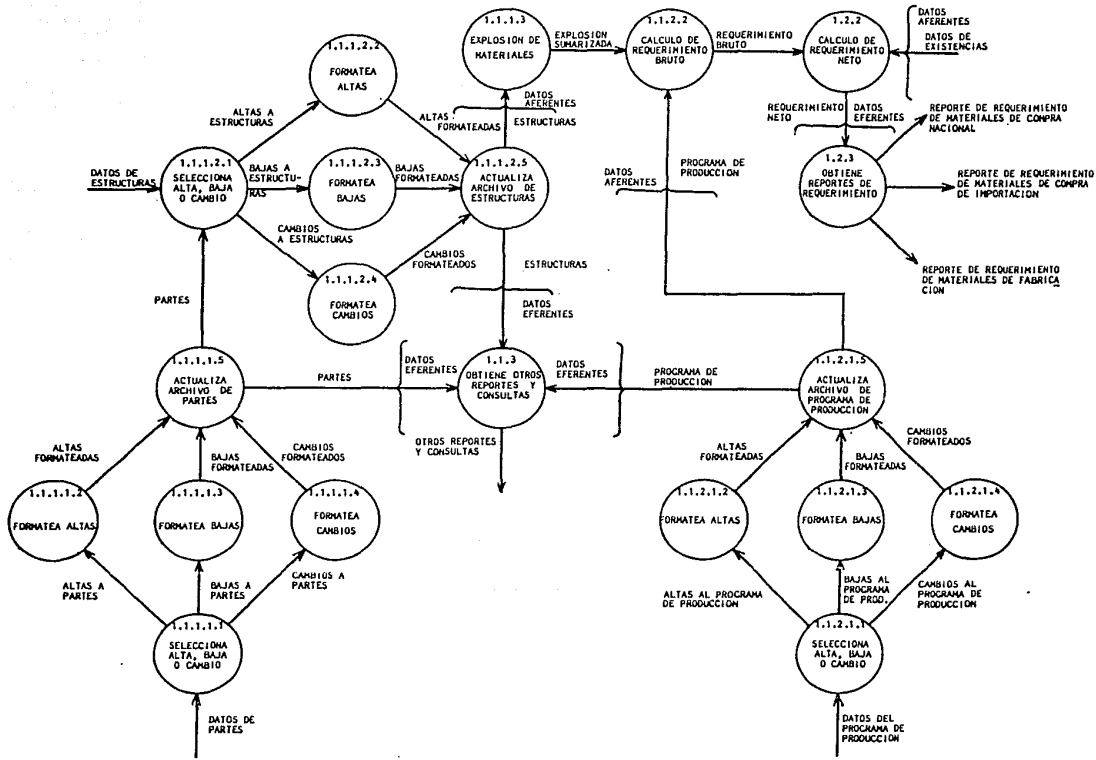 1.1.1.3
EXPLOSION DE
MATERIALES
EXPLOSION
SUMARIZADA
1.1.2.2
CALCULO DE
REQUERIMIENTO
BRUTO
REQUERIMIENTO
BRUTO
1.2.2
CALCULO DE
REQUERIMIENTO
NETO
DATOS
AFERENTES
DATOS DE
EXISTENCIAS
1.1.1.2.2
FORMATEA
ALTAS
ALTAS A
ESTRUCTURAS
ALTAS
FORMATEADAS
DATOS
AFERENTES
ESTRUCTURAS
REQUERIMIENTO
NETO
DATOS
EFERENTES
REPORTE DE REQUERIMIENTO
DE MATERIALES DE COMPRA
NACIONAL
DATOS DE
ESTRUCTURAS
1.1.1.2.1
SELECCIONA
ALTA, BAJA
O CAMBIO
BAJAS A
ESTRUCTU-
RAS
1.1.1.2.3
FORMATEA
BAJAS
BAJAS
FORMATEADAS
1.1.1.2.5
ACTUALIZA
ARCHIVO DE
ESTRUCTURAS
DATOS
AFERENTES
PROGRAMA DE
PRODUCCION
1.2.3
OBTIENE
REPORTES DE
REQUERIMIENTO
REPORTE DE REQUERIMIENTO
DE MATERIALES DE COMPRA
DE IMPORTACION
CAMBIOS
A ESTRUCTURAS
CAMBIOS
FORMATEADOS
1.1.1.2.4
FORMATEA
CAMBIOS
ESTRUCTURAS
DATOS
EFERENTES
REPORTE DE REQUERIMIENTO
DE MATERIALES DE FABRICA
CION
PARTES
1.1.1.1.5
ACTUALIZA
ARCHIVO DE
PARTES
PARTES
DATOS
EFERENTES
1.1.3
OBTIENE OTROS
REPORTES Y
CONSULTAS
DATOS
EFERENTES
PROGRAMA DE
PRODUCCION
1.1.2.1.5
ACTUALIZA
ARCHIVO DE
PROGRAMA DE
PRODUCCION
OTROS REPORTES
Y CONSULTAS
ALTAS
FORMATEADAS
BAJAS
FORMATEADAS
CAMBIOS
FORMATEADOS
ALTAS
FORMATEADAS
BAJAS
FORMATEADAS
CAMBIOS
FORMATEADOS
1.1.1.1.2
FORMATEA ALTAS
1.1.1.1.3
FORMATEA BAJAS
1.1.1.1.4
FORMATEA
CAMBIOS
1.1.2.1.2
FORMATEA ALTAS
1.1.2.1.3
FORMATEA BAJAS
1.1.2.1.4
FORMATEA
CAMBIOS
ALTAS A
PARTES
BAJAS A
PARTES
CAMBIOS A
PARTES
ALTAS AL PROGRAMA
DE PRODUCCION
BAJAS AL
PROGRAMA
DE PROD.
CAMBIOS AL
PROGRAMA DE
PRODUCCION
1.1.1.1.1
SELECCIONA
ALTA, BAJA
O CAMBIO
1.1.2.1.1
SELECCIONA
ALTA, BAJA
O CAMBIO
DATOS DE
PARTES
DATOS DEL
PROGRAMA DE
PRODUCCION